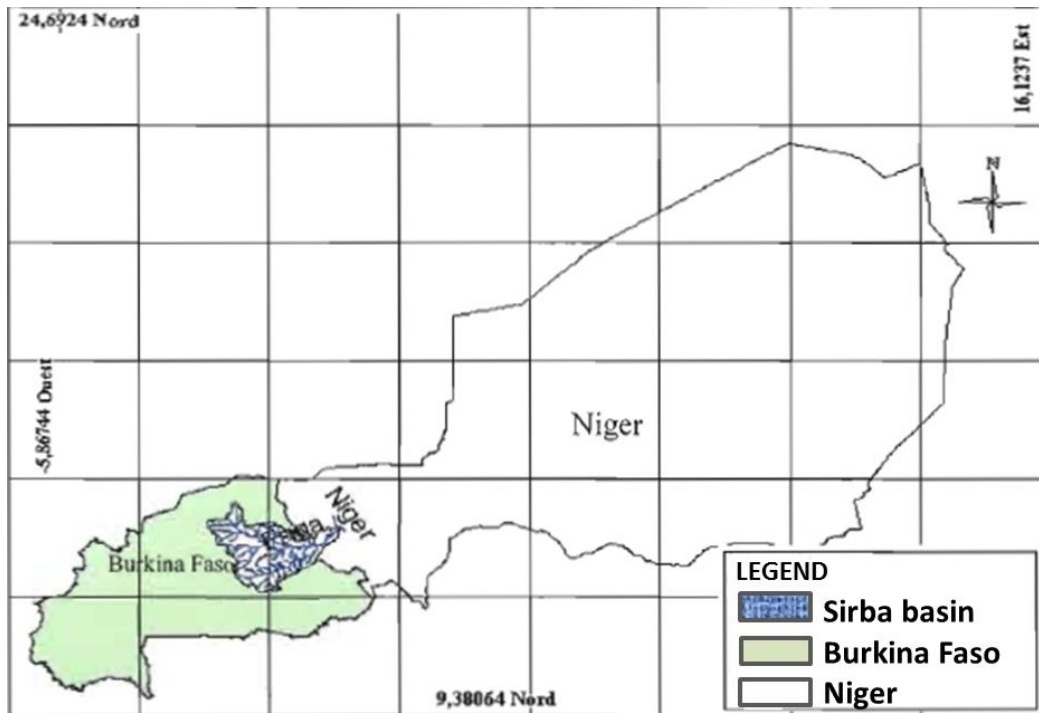 24,6924 Nord
16,1237 Est
N
-5,86744 Ouest
Niger
Niger
Burkina Faso
LEGEND
Sirba basin
Burkina Faso
Niger
9,38064 Nord